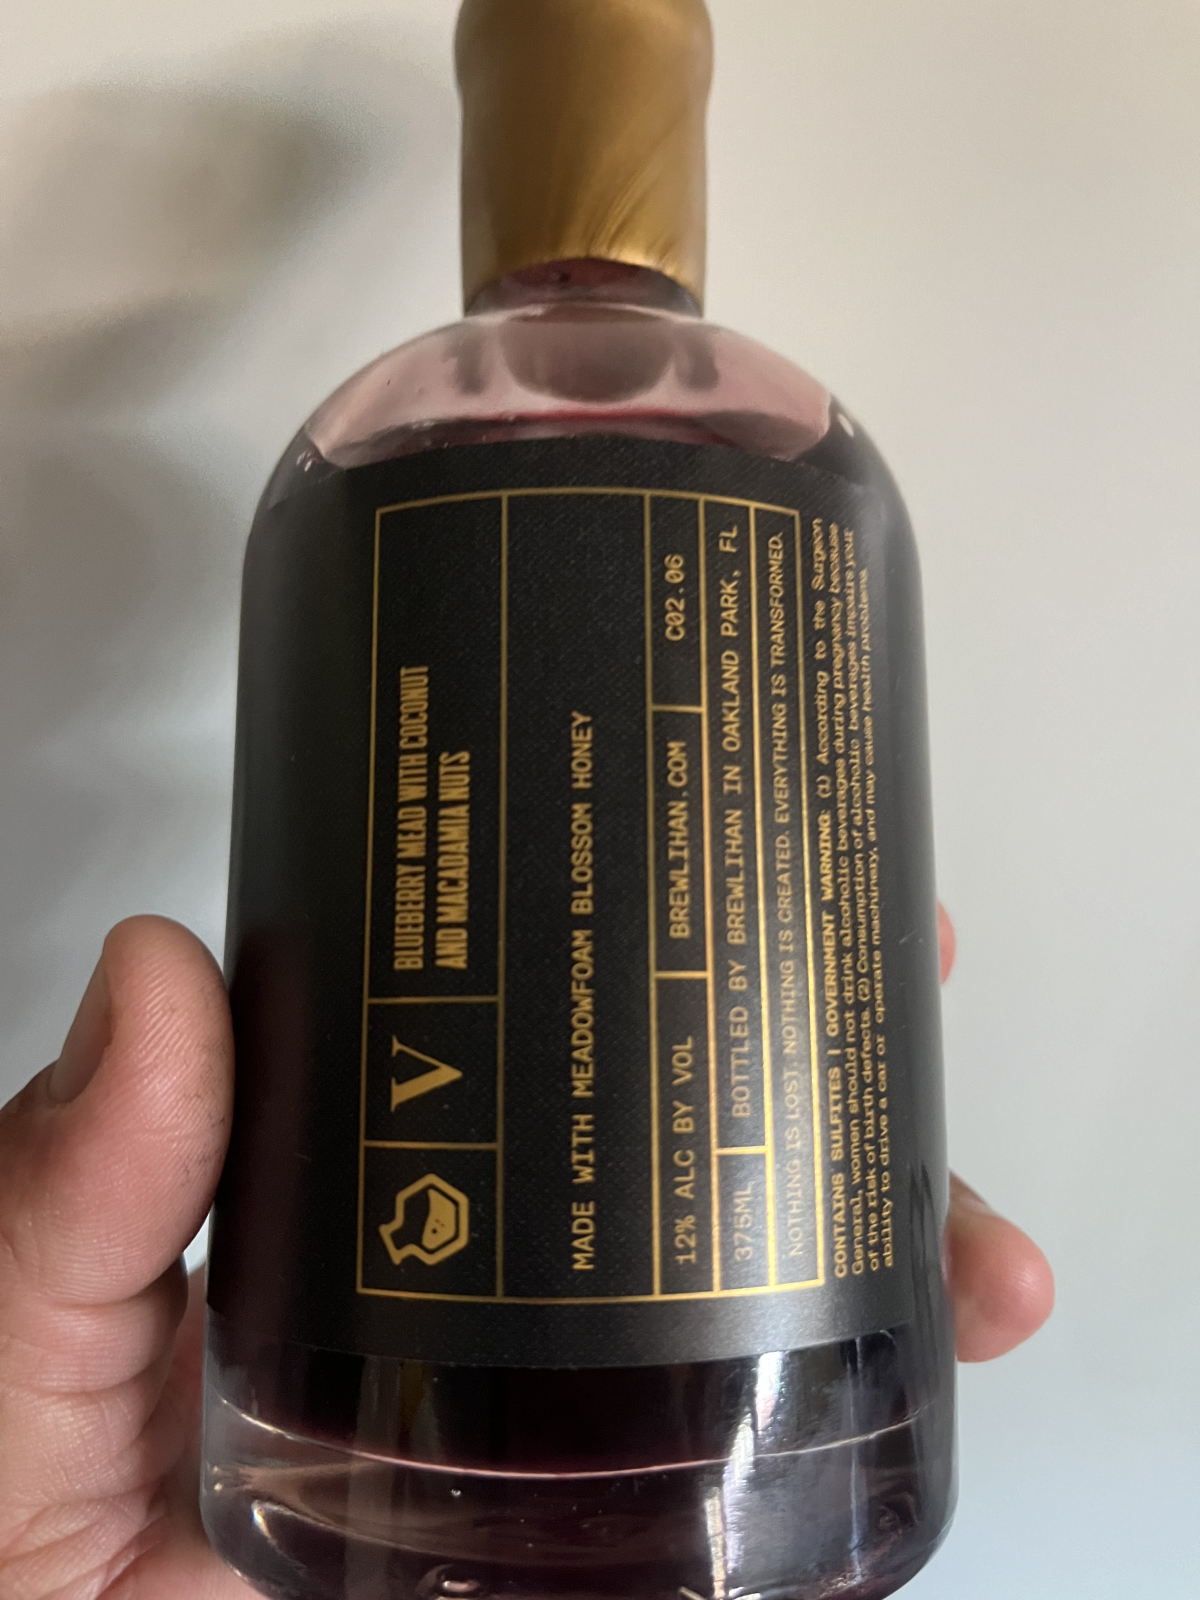 V
BLUEBERRY MEAD WITH COCONUT
AND MACADAMIA NUTS
MADE WITH MEADOWFOAM BLOSSOM HONEY
12% ALC BY VOL
BREWLIHAN.COM
C02.06
375ML
BOTTLED BY BREWLIHAN IN OAKLAND PARK, FL
NOTHING IS LOST. NOTHING IS CREATED. EVERYTHING IS TRANSFORMED.
CONTAINS SULFITES | GOVERNMENT WARNING: (1) According to the Surgeon
General, women should not drink alcoholic beverages during pregnancy because
of the risk of birth defects. (2) Consumption of alcoholic beverages impairs your
ability to drive a car or operate machinery, and may cause health problems.